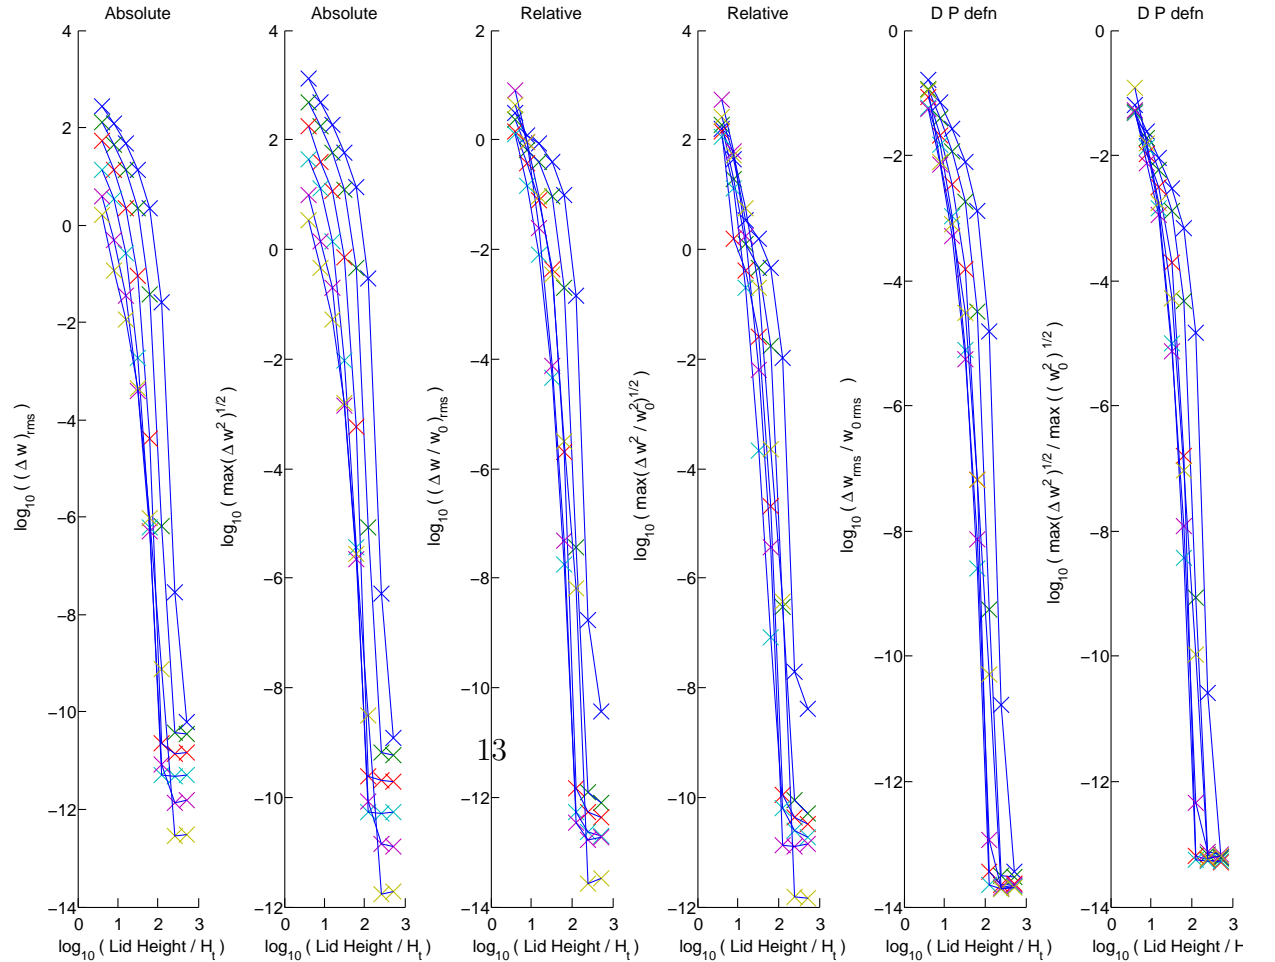 Absolute
Absolute
Relative
Relative
D P defn
D P defn
4
2
0
−2
−4
−6
−8
−10
−12
−14
0 1 2 3
log10 ( Lid Height / Ht )
log10 ( ( Δ w )rms )
4
2
0
−2
−4
−6
−8
−10
−12
0 1 2 3
log10 ( Lid Height / Ht )
log10 ( max(Δ w2 )1/2 )
2
0
−2
−4
−6
−8
−10
−12
−14
0 1 2 3
log10 ( Lid Height / Ht )
log10 ( ( Δ w / w0 )rms )
13
4
2
0
−2
−4
−6
−8
−10
−12
0 1 2 3
log10 ( Lid Height / Ht )
log10 ( max(Δ w2 / w02)1/2 )
0
−2
−4
−6
−8
−10
−12
−14
0 1 2 3
log10 ( Lid Height / Ht )
log10 ( Δ wrms / w0 rms )
0
−2
−4
−6
−8
−10
−12
−14
0 1 2 3
log10 ( Lid Height / H
log10 ( max(Δ w2 )1/2 / max ( ( w02 ) 1/2 )